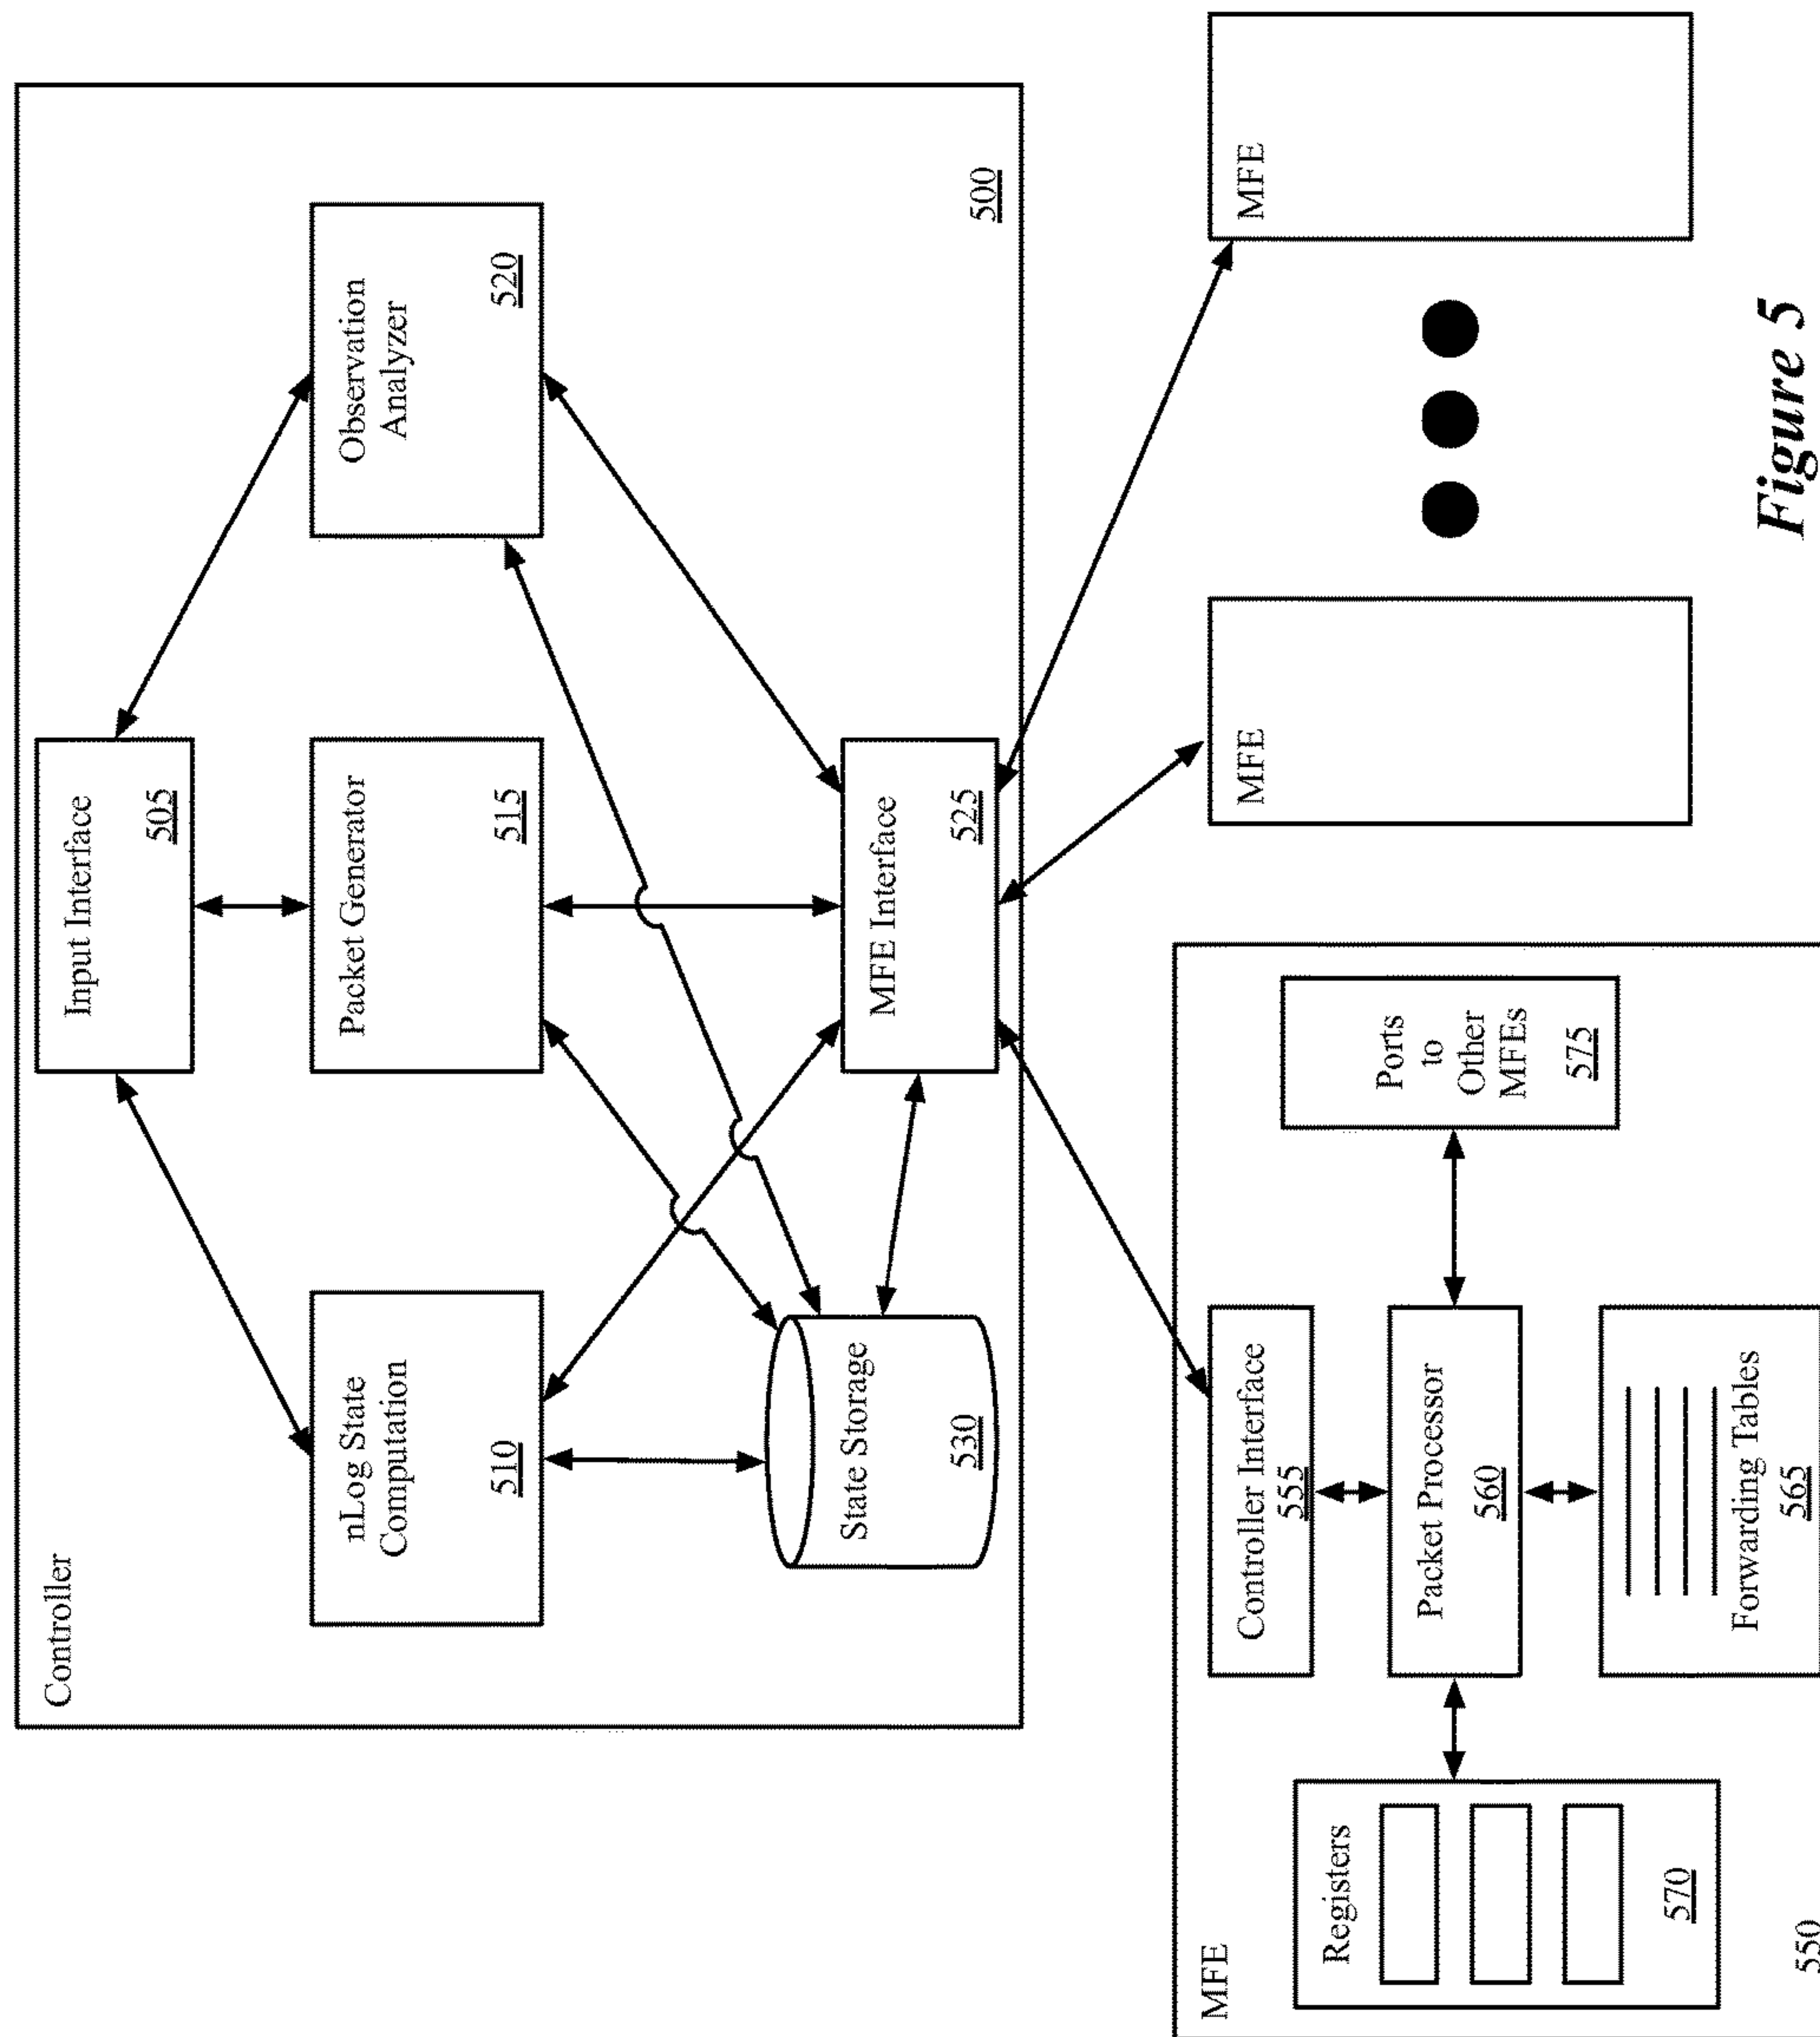 Controller
Input Interface
505
nLog State
Computation
510
Packet Generator
515
Observation
Analyzer
520
State Storage
530
MFE Interface
525
500
MFE
Registers
570
Controller Interface
555
Packet Processor
560
Forwarding Tables
565
Ports
to
Other
MFEs
575
550
MFE
MFE
Figure 5